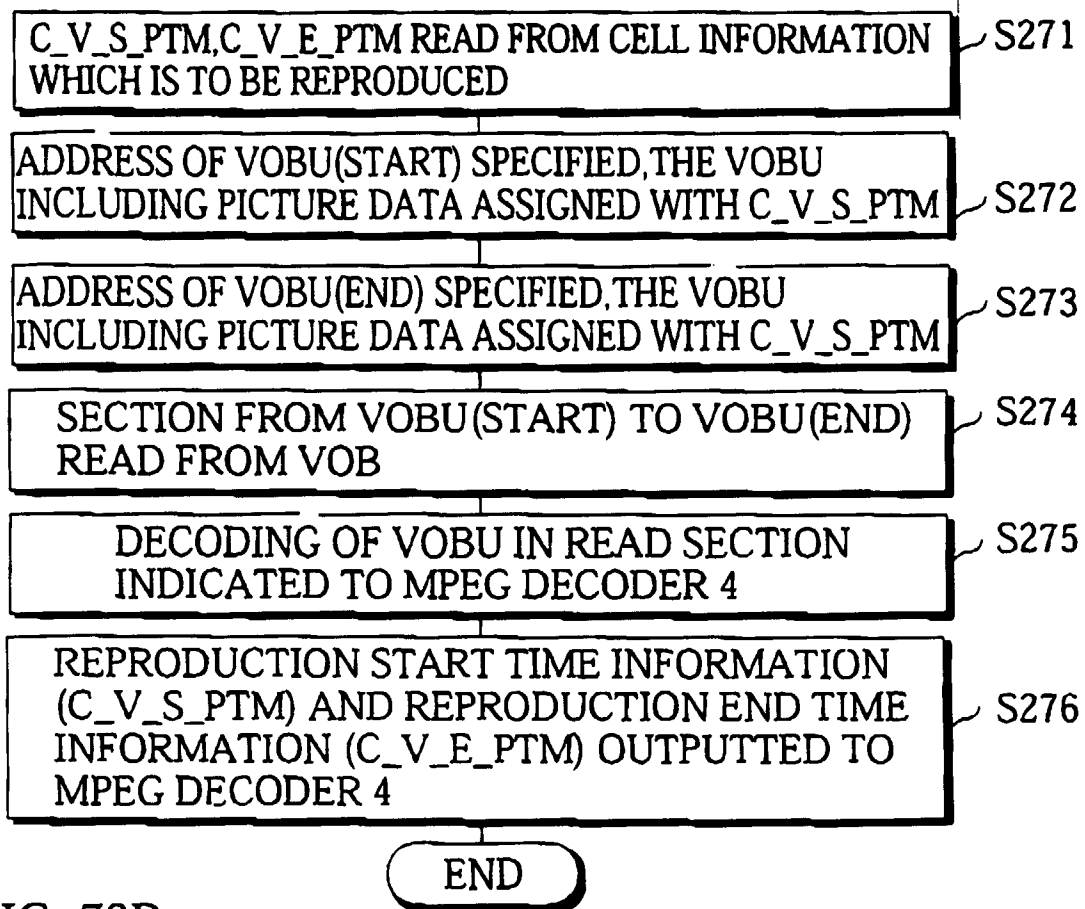 C_V_S_PTM,C_V_E_PTM READ FROM CELL INFORMATION
WHICH IS TO BE REPRODUCED
S271
ADDRESS OF VOBU(START) SPECIFIED,THE VOBU
INCLUDING PICTURE DATA ASSIGNED WITH C_V_S_PTM
S272
ADDRESS OF VOBU(END) SPECIFIED,THE VOBU
INCLUDING PICTURE DATA ASSIGNED WITH C_V_S_PTM
S273
SECTION FROM VOBU(START) TO VOBU(END)
READ FROM VOB
S274
DECODING OF VOBU IN READ SECTION
INDICATED TO MPEG DECODER 4
S275
REPRODUCTION START TIME INFORMATION
(C_V_S_PTM) AND REPRODUCTION END TIME
INFORMATION (C_V_E_PTM) OUTPUTTED TO
MPEG DECODER 4
S276
END